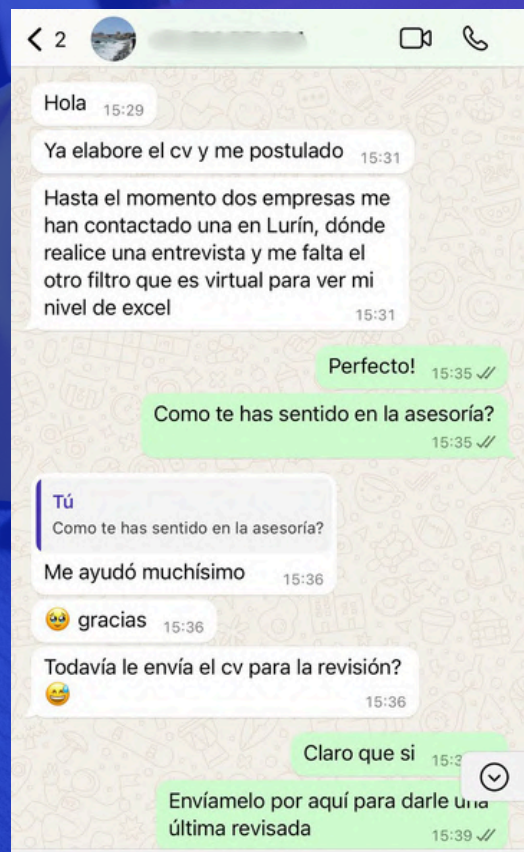 2
Hola 15:29
Ya elabore el cv y me postulado 15:31
Hasta el momento dos empresas me
han contactado una en Lurín, dónde
realice una entrevista y me falta el
otro filtro que es virtual para ver mi
nivel de excel
15:31
Perfecto! 15:35
Como te has sentido en la asesoría?
15:35
Tú
Como te has sentido en la asesoría?
Me ayudó muchísimo 15:36
🥹 gracias 15:36
Todavía le envía el cv para la revisión?
😅
15:36
Claro que si
Envíamelo por aquí para darle una
última revisada 15:39